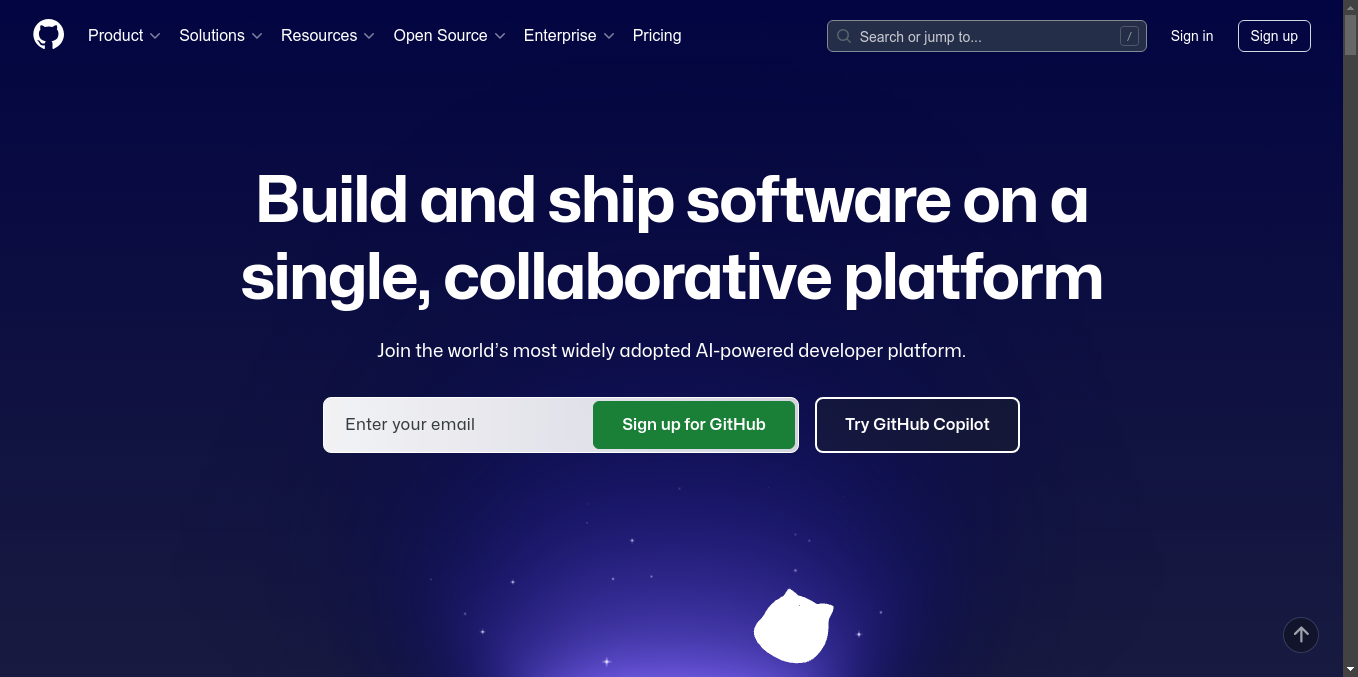 Product
Solutions
Resources
Open Source
Enterprise
Pricing
Search or jump to...
/
Sign in
Sign up
Build and ship software on a
single, collaborative platform
Join the world’s most widely adopted AI-powered developer platform.
Enter your email
Sign up for GitHub
Try GitHub Copilot